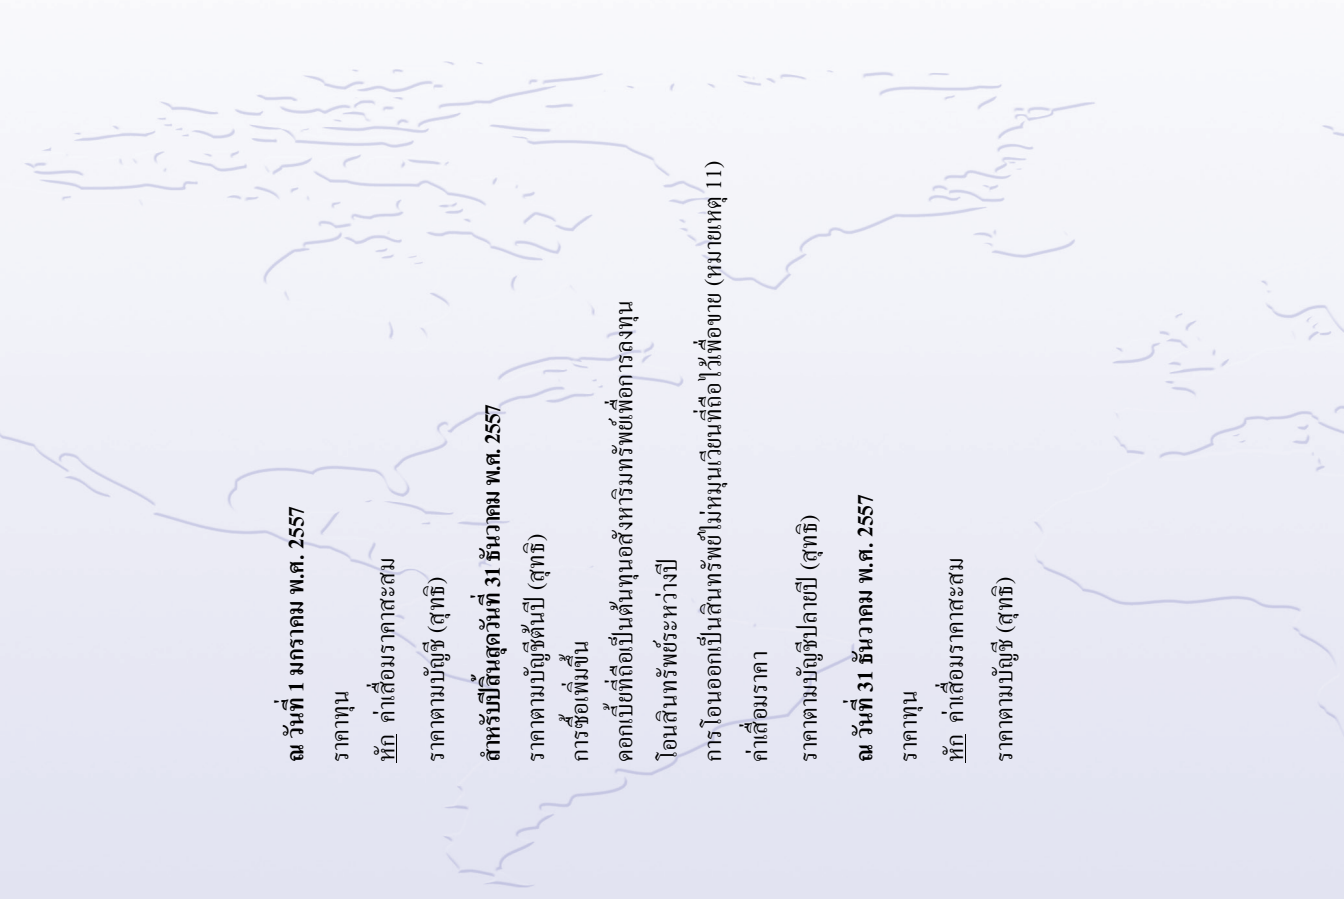 ณ วันที่ 1 มกราคม พ.ศ. 2557
ราคาทุน
หัก ค่าเสื่อมราคาสะสม
ราคาตามบัญชี (สุทธิ)
สำหรับปีสิ้นสุดวันที่ 31 ธันวาคม พ.ศ. 2557
ราคาตามบัญชีต้นปี (สุทธิ)
การซื้อเพิ่มขึ้น
ดอกเบี้ยที่ถือเป็นต้นทุนอสังหาริมทรัพย์เพื่อการลงทุน
โอนสินทรัพย์ระหว่างปี
การโอนออกเป็นสินทรัพย์ไม่หมุนเวียนที่ถือไว้เพื่อขาย (หมายเหตุ 11)
ค่าเสื่อมราคา
ราคาตามบัญชีปลายปี (สุทธิ)
ณ วันที่ 31 ธันวาคม พ.ศ. 2557
ราคาทุน
หัก ค่าเสื่อมราคาสะสม
ราคาตามบัญชี (สุทธิ)